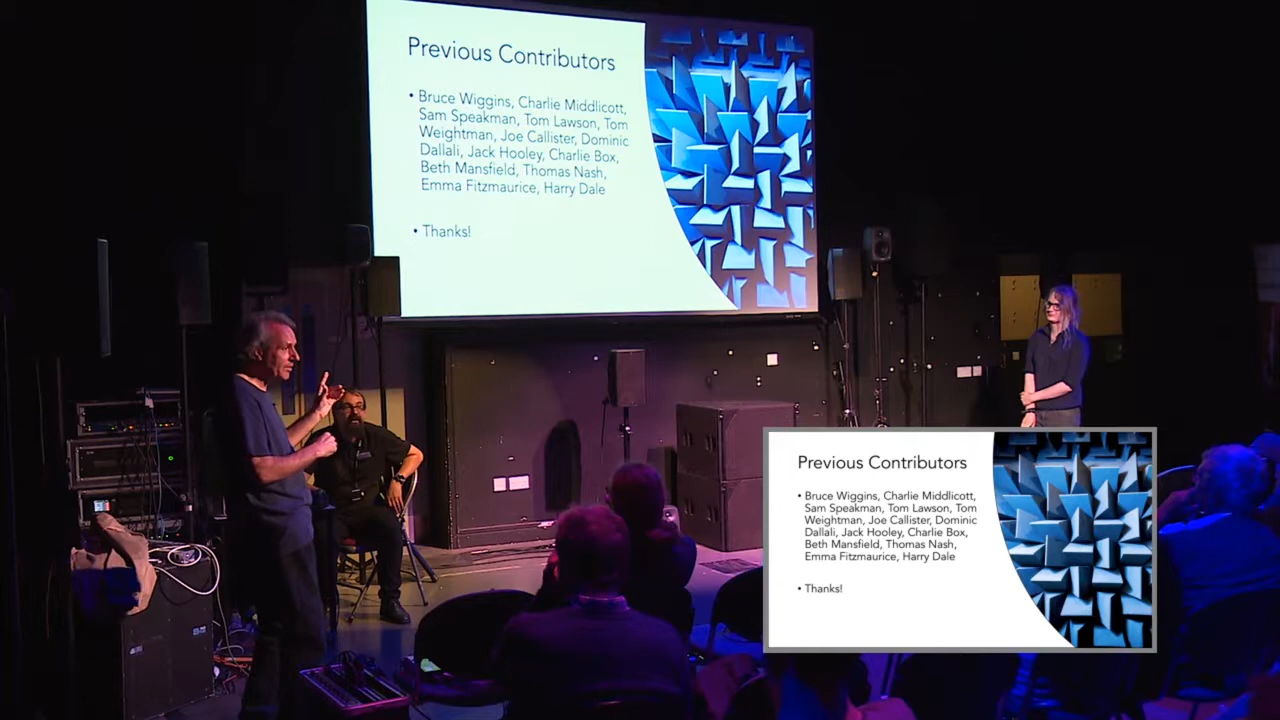 Previous Contributors
• Bruce Wiggins, Charlie Middlicott,
Sam Speakman, Tom Lawson, Tom
Weightman, Joe Callister, Dominic
Dallali, Jack Hooley, Charlie Box,
Beth Mansfield, Thomas Nash,
Emma Fitzmaurice, Harry Dale
• Thanks!
Previous Contributors
• Bruce Wiggins, Charlie Middlicott,
Sam Speakman, Tom Lawson, Tom
Weightman, Joe Callister, Dominic
Dallali, Jack Hooley, Charlie Box,
Beth Mansfield, Thomas Nash,
Emma Fitzmaurice, Harry Dale
• Thanks!